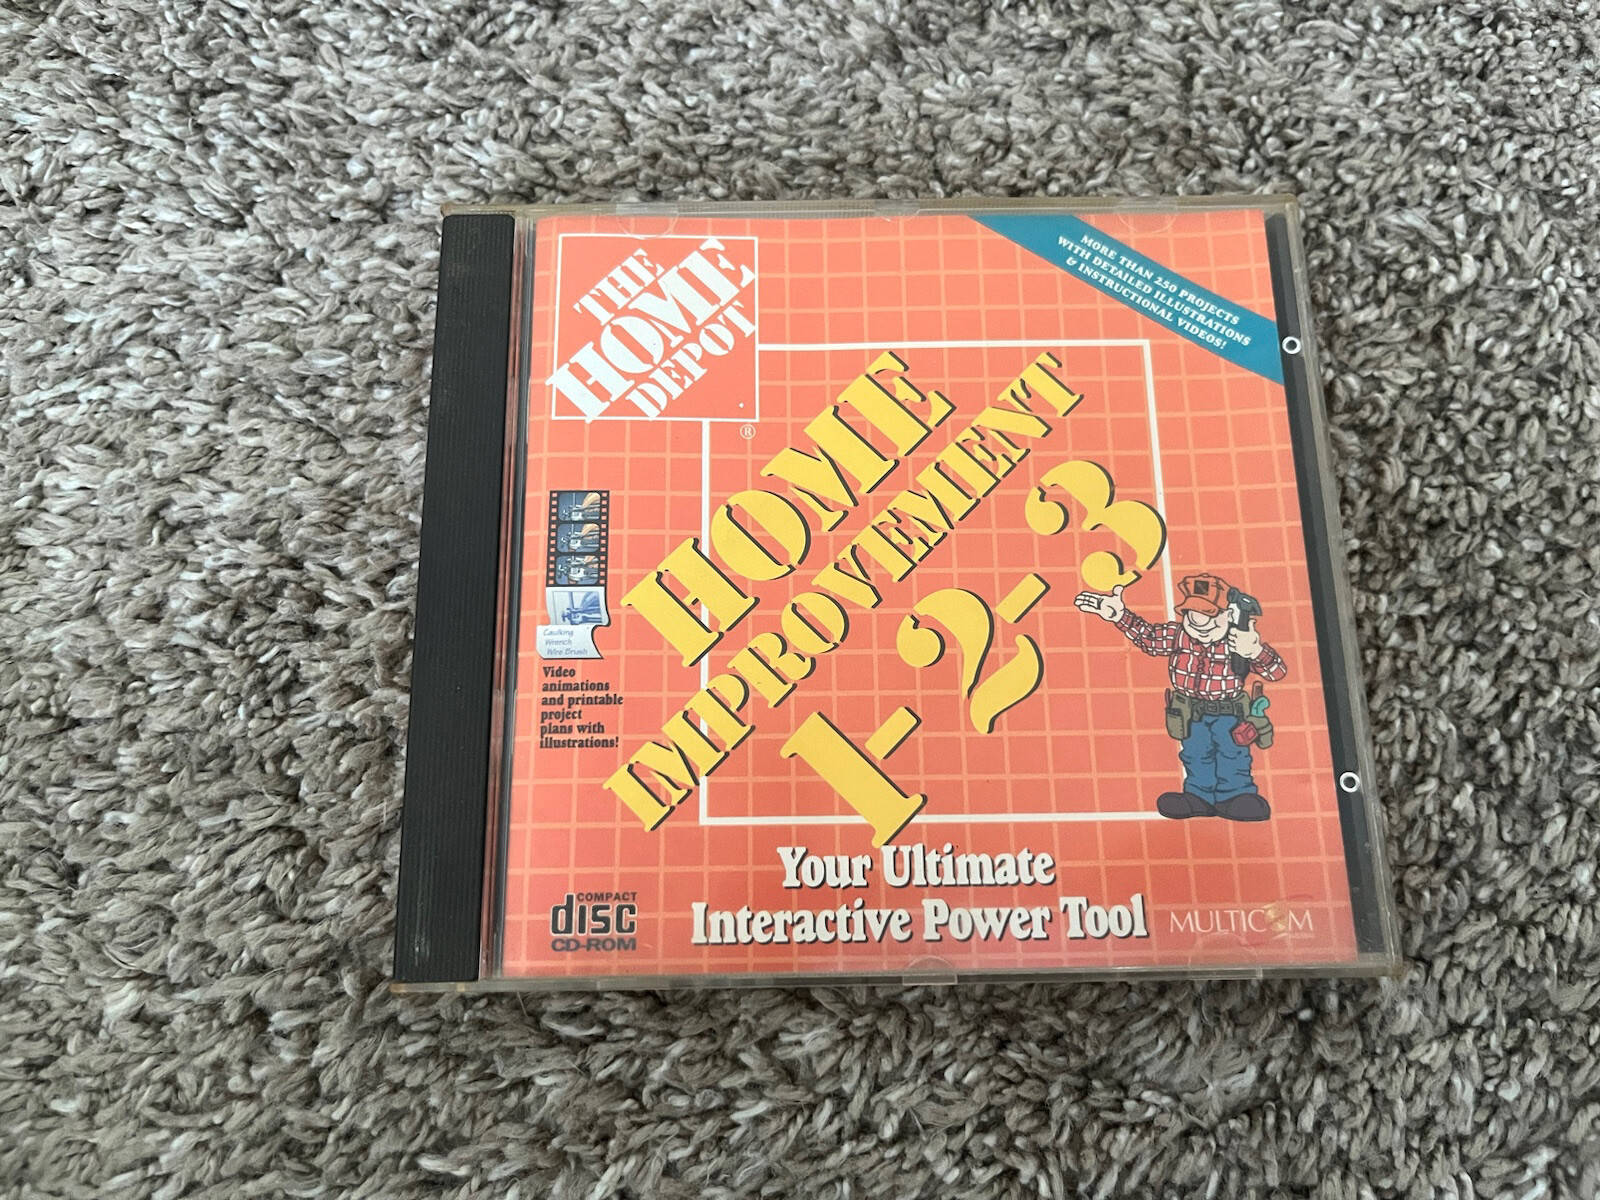 THE
HOME
DEPOT
®
MORE THAN 250 PROJECTS
WITH DETAILED ILLUSTRATIONS
& INSTRUCTIONAL VIDEOS!
HOME
IMPROVEMENT
1-2-3
Caulking
Wrench
Wire Brush
Video
animations
and printable
project
plans with
illustrations!
Your Ultimate
Interactive Power Tool
COMPACT
disc
CD-ROM
MULTICOM